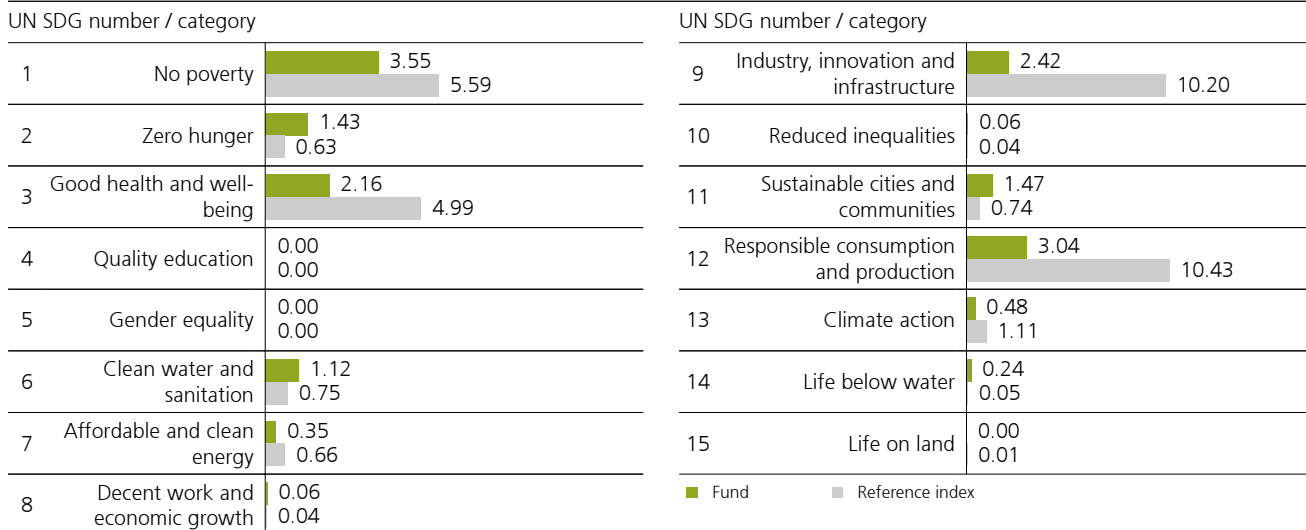 UN SDG number / category
1 No poverty 3.55
5.59
2 Zero hunger 1.43
0.63
3 Good health and well-
being 2.16
4.99
4 Quality education 0.00
0.00
5 Gender equality 0.00
0.00
6 Clean water and
sanitation 1.12
0.75
7 Affordable and clean
energy 0.35
0.66
8 Decent work and
economic growth 0.06
0.04
UN SDG number / category
9 Industry, innovation and
infrastructure 2.42
10.20
10 Reduced inequalities 0.06
0.04
11 Sustainable cities and
communities 1.47
0.74
12 Responsible consumption
and production 3.04
10.43
13 Climate action 0.48
1.11
14 Life below water 0.24
0.05
15 Life on land 0.00
0.01
Fund Reference index